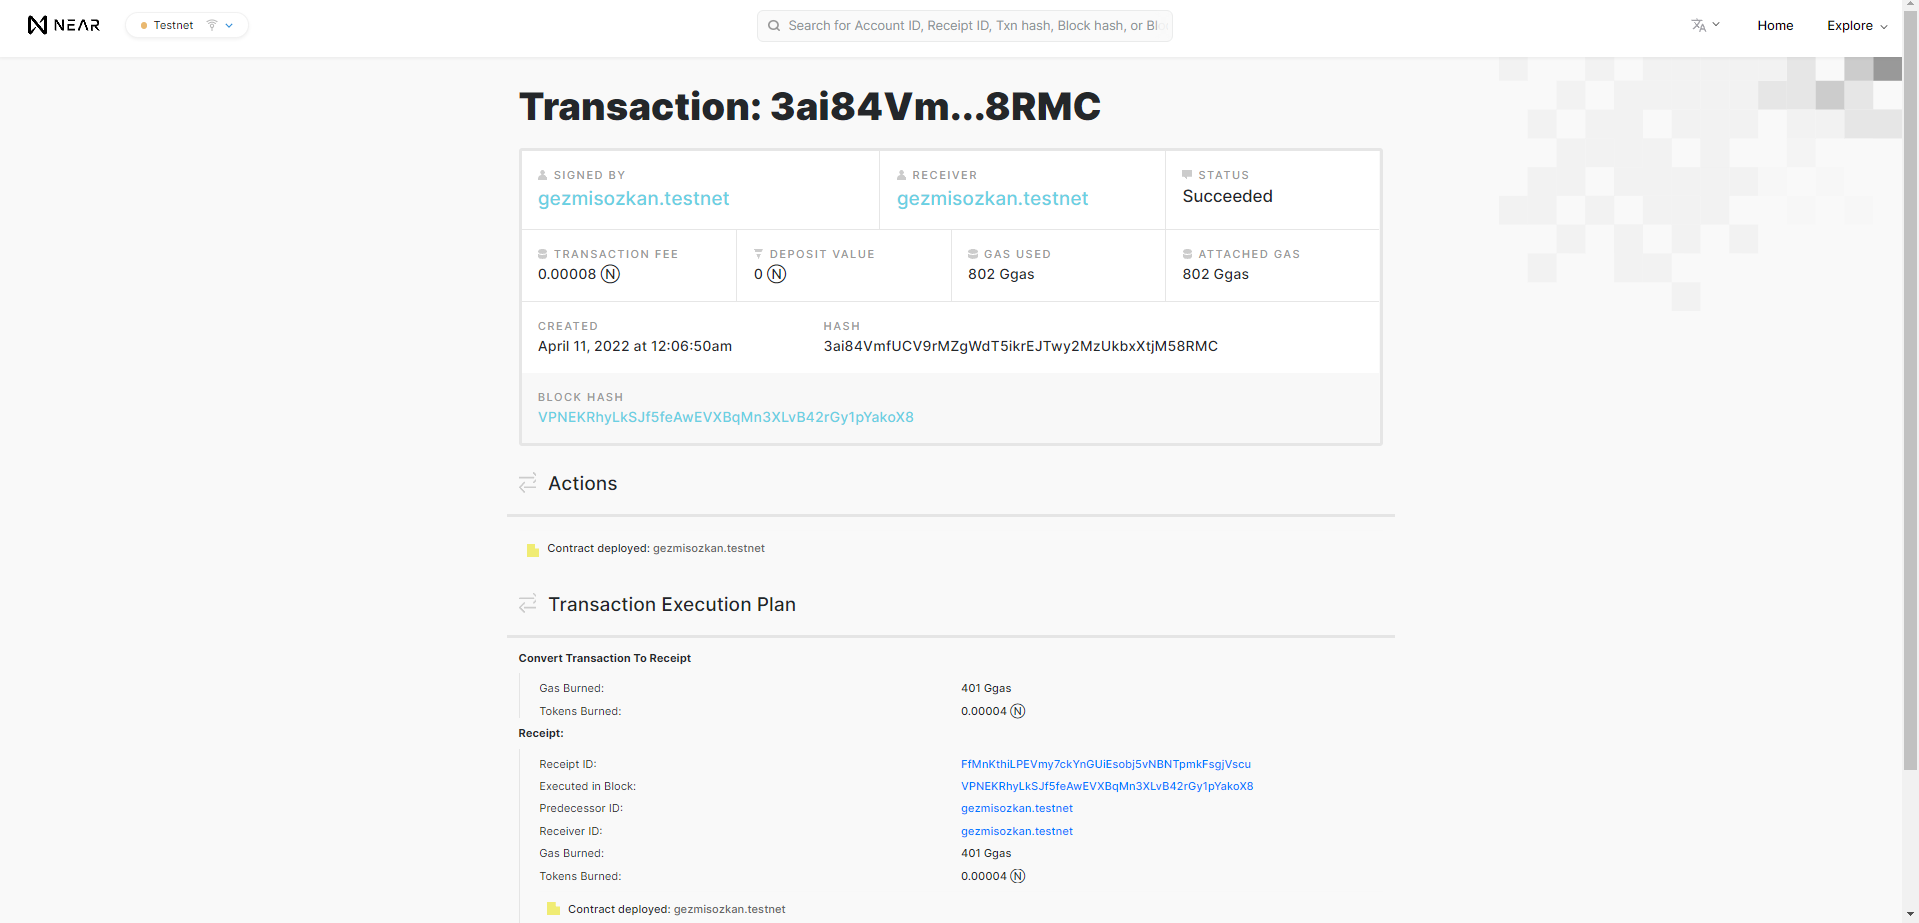 NEAR
Testnet
Search for Account ID, Receipt ID, Txn hash, Block hash, or Blo
Home
Explore
Transaction: 3ai84Vm...8RMC
SIGNED BY
gezmisozkan.testnet
RECEIVER
gezmisozkan.testnet
STATUS
Succeeded
TRANSACTION FEE
0.00008 Ⓝ
DEPOSIT VALUE
0 Ⓝ
GAS USED
802 Ggas
ATTACHED GAS
802 Ggas
CREATED
April 11, 2022 at 12:06:50am
HASH
3ai84VmfUCV9rMZgWdT5ikrEJTwy2MzUkbxXtjM58RMC
BLOCK HASH
VPNEKRhyLkSJf5feAwEVXBqMn3XLvB42rGy1pYakoX8
Actions
Contract deployed: gezmisozkan.testnet
Transaction Execution Plan
Convert Transaction To Receipt
Gas Burned: 401 Ggas
Tokens Burned: 0.00004 Ⓝ
Receipt:
Receipt ID: FfMnKthiLPEVmy7ckYnGUiEsobj5vNBNTpmkFsgjVscu
Executed in Block: VPNEKRhyLkSJf5feAwEVXBqMn3XLvB42rGy1pYakoX8
Predecessor ID: gezmisozkan.testnet
Receiver ID: gezmisozkan.testnet
Gas Burned: 401 Ggas
Tokens Burned: 0.00004 Ⓝ
Contract deployed: gezmisozkan.testnet